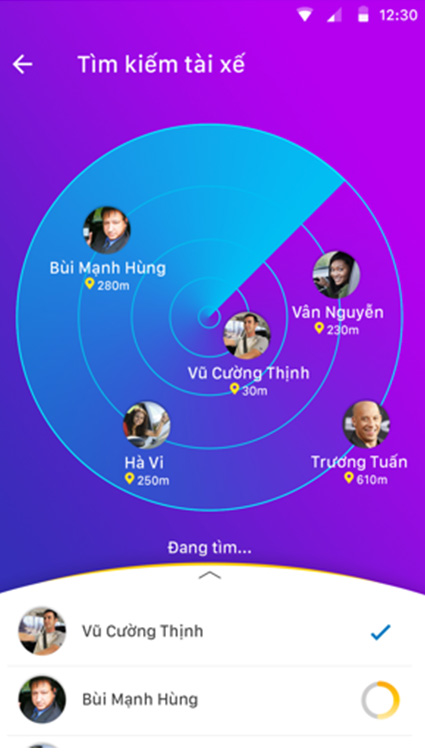 12:30
Tìm kiếm tài xế
Bùi Mạnh Hùng
280m
Vân Nguyễn
230m
Vũ Cường Thịnh
30m
Hà Vi
250m
Trương Tuấn
610m
Đang tìm...
Vũ Cường Thịnh
Bùi Mạnh Hùng